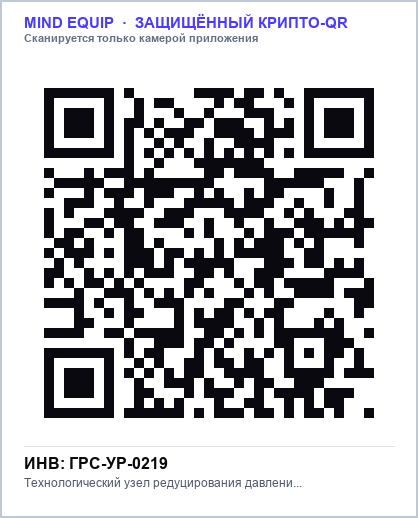 MIND EQUIP · ЗАЩИЩЁННЫЙ КРИПТО-QR
Сканируется только камерой приложения
ИНВ: ГРС-УР-0219
Технологический узел редуцирования давлени...